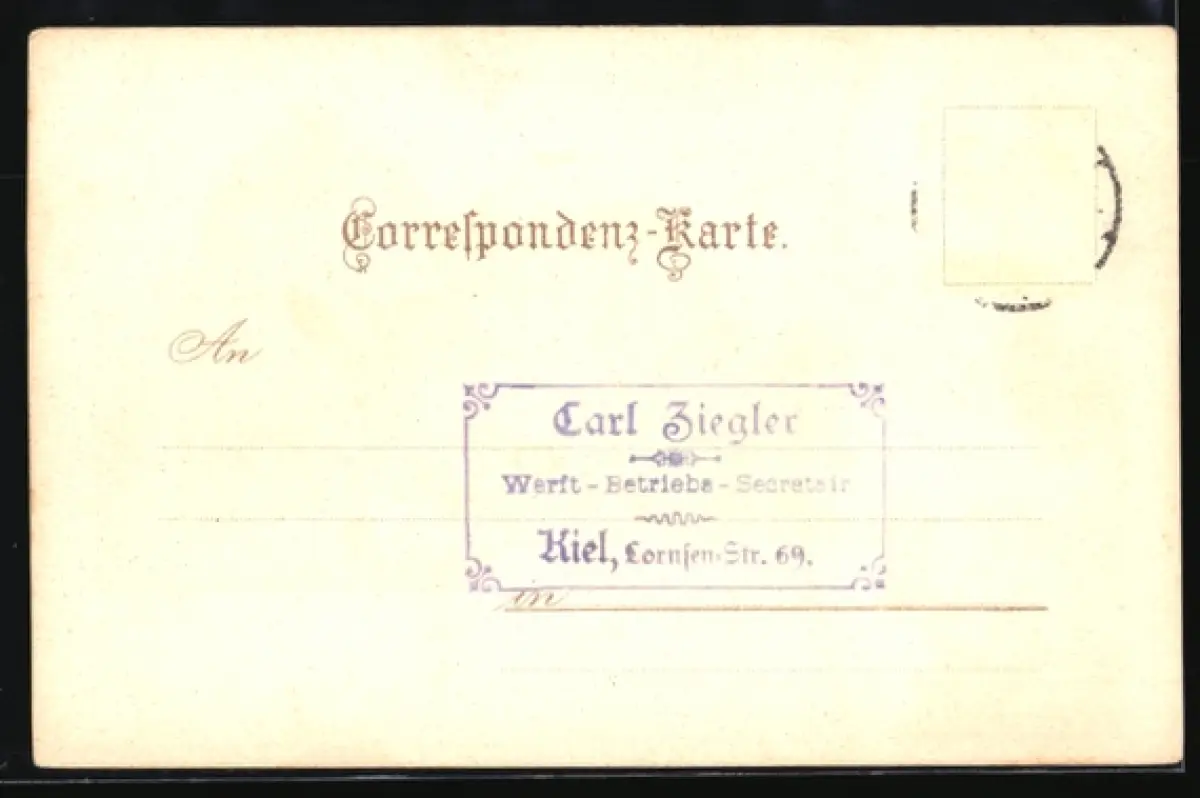 Correſpondenz-Karte.
An
Carl Ziegler
Werft-Betriebs-Secretair
Kiel, Lornſen-Str. 69.
in